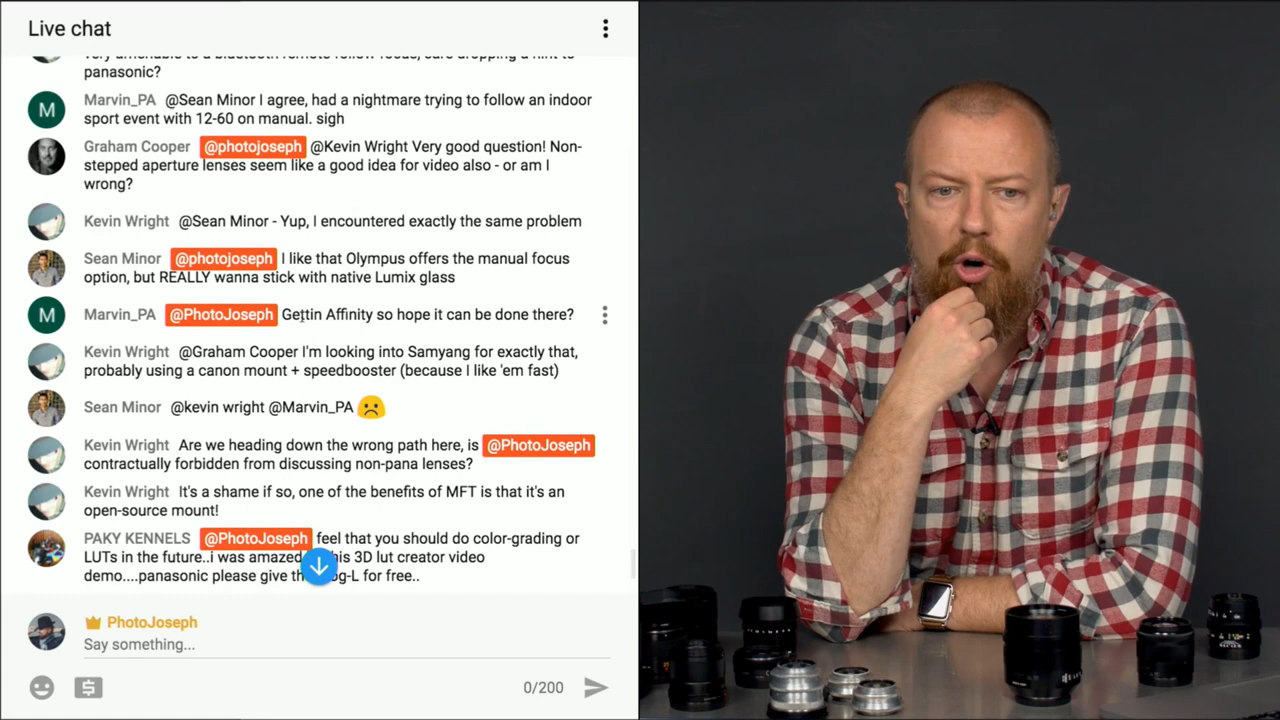 Live chat
panasonic?
M Marvin_PA @Sean Minor I agree, had a nightmare trying to follow an indoor
sport event with 12-60 on manual. sigh
Graham Cooper @photojoseph @Kevin Wright Very good question! Non-
stepped aperture lenses seem like a good idea for video also - or am I
wrong?
Kevin Wright @Sean Minor - Yup, I encountered exactly the same problem
Sean Minor @photojoseph I like that Olympus offers the manual focus
option, but REALLY wanna stick with native Lumix glass
M Marvin_PA @PhotoJoseph Gettin Affinity so hope it can be done there?
Kevin Wright @Graham Cooper I'm looking into Samyang for exactly that,
probably using a canon mount + speedbooster (because I like 'em fast)
Sean Minor @kevin wright @Marvin_PA
Kevin Wright Are we heading down the wrong path here, is @PhotoJoseph
contractually forbidden from discussing non-pana lenses?
Kevin Wright It's a shame if so, one of the benefits of MFT is that it's an
open-source mount!
PAKY KENNELS @PhotoJoseph feel that you should do color-grading or
LUTs in the future..i was amazed his 3D lut creator video
demo....panasonic please give og-L for free..
PhotoJoseph
Say something...
0/200